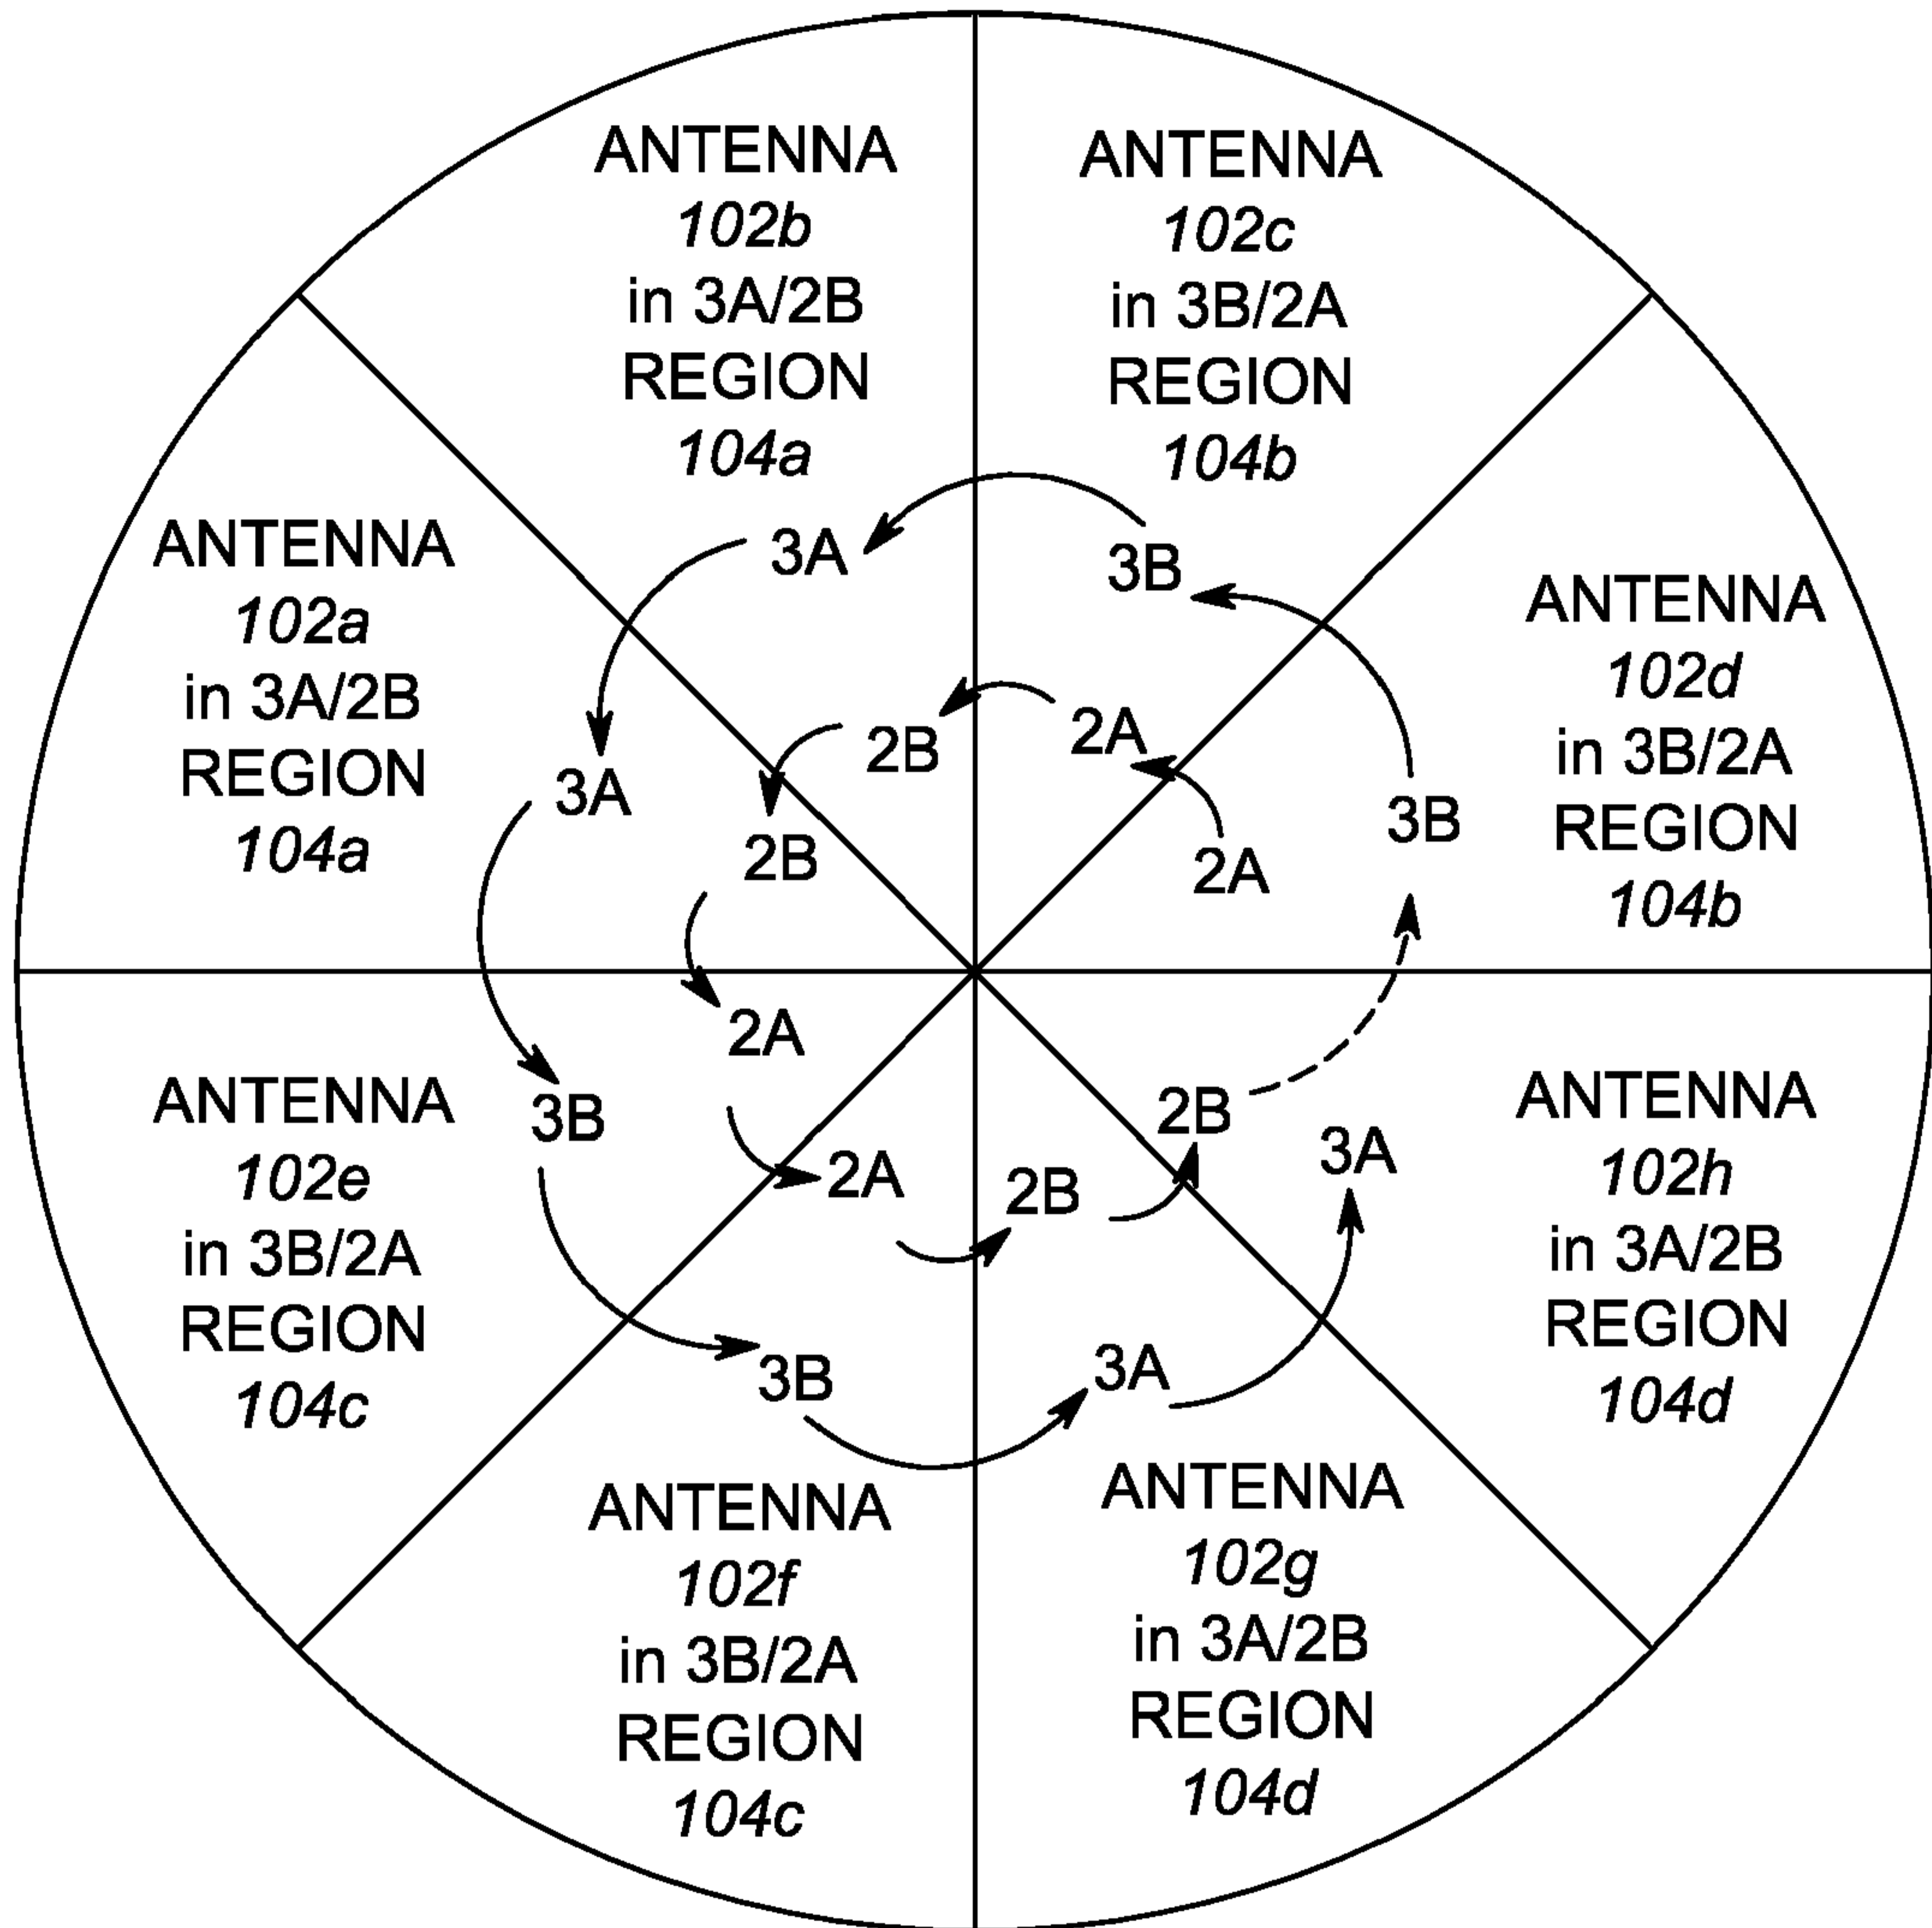 ANTENNA
102b
in 3A/2B
REGION
104a
ANTENNA
102c
in 3B/2A
REGION
104b
ANTENNA
102a
in 3A/2B
REGION
104a
ANTENNA
102d
in 3B/2A
REGION
104b
3A
3B
2B
2A
3A
3B
2B
2A
2A
3B
2B
3A
2A
2B
3B
3A
ANTENNA
102e
in 3B/2A
REGION
104c
ANTENNA
102h
in 3A/2B
REGION
104d
ANTENNA
102f
in 3B/2A
REGION
104c
ANTENNA
102g
in 3A/2B
REGION
104d